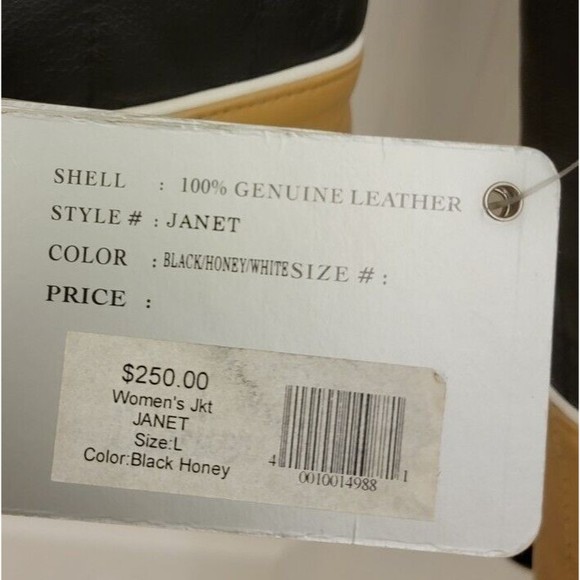 SHELL : 100% GENUINE LEATHER
STYLE # : JANET
COLOR : BLACK/HONEY/WHITE SIZE # :
PRICE :
$250.00
Women's Jkt
JANET
Size:L
Color:Black Honey
4 0010014988 1